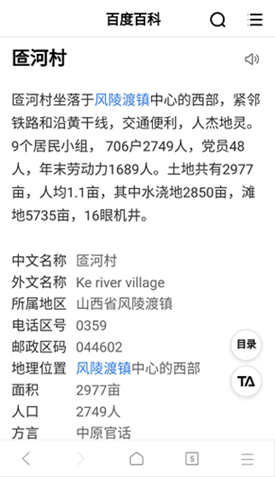 百度百科
匼河村
匼河村坐落于风陵渡镇中心的西部，紧邻
铁路和沿黄干线，交通便利，人杰地灵。
9个居民小组， 706户2749人，党员48
人，年末劳动力1689人。土地共有2977
亩，人均1.1亩，其中水浇地2850亩，滩
地5735亩，16眼机井。
中文名称 匼河村
外文名称 Ke river village
所属地区 山西省风陵渡镇
电话区号 0359
邮政区码 044602
地理位置 风陵渡镇中心的西部
面积 2977亩
人口 2749人
方言 中原官话
目录
TA
5